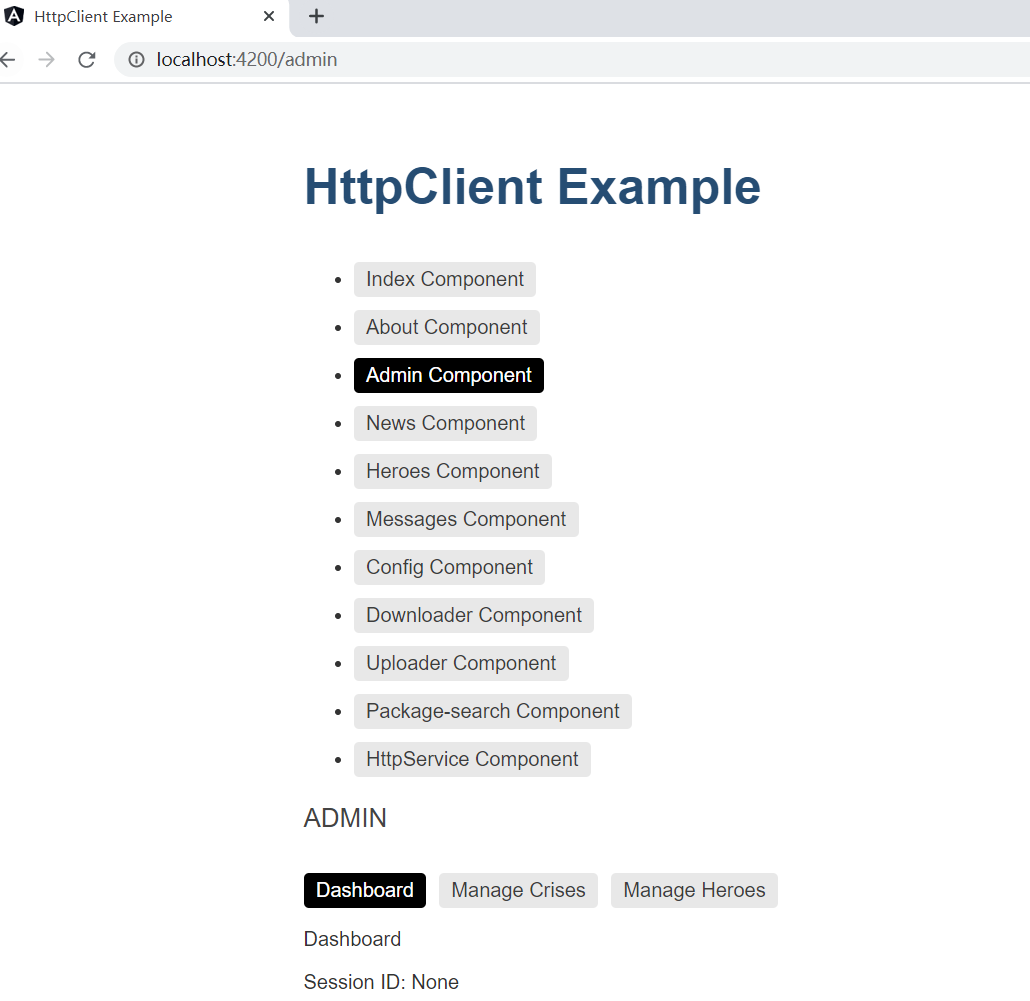 HttpClient Example
localhost:4200/admin
HttpClient Example
Index Component
About Component
Admin Component
News Component
Heroes Component
Messages Component
Config Component
Downloader Component
Uploader Component
Package-search Component
HttpService Component
ADMIN
Dashboard Manage Crises Manage Heroes
Dashboard
Session ID: None